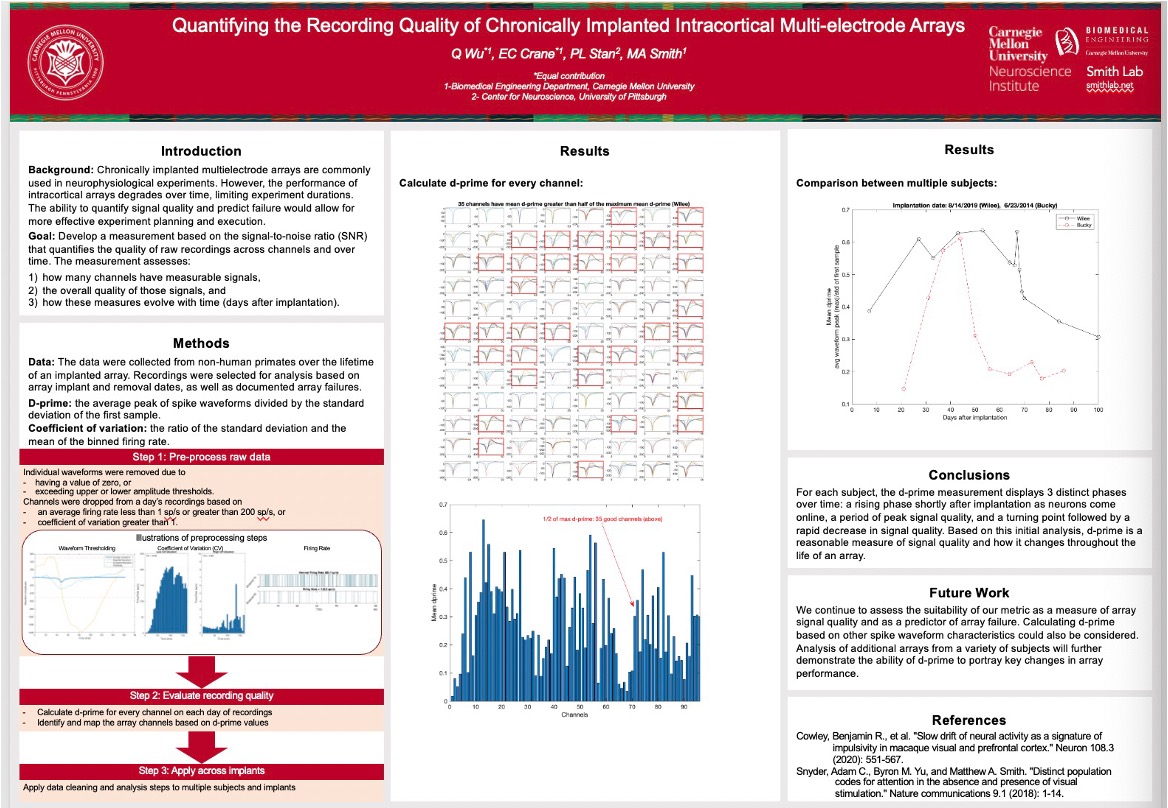 Quantifying the Recording Quality of Chronically Implanted Intracortical Multi-electrode Arrays
Q Wu*1, EC Crane*1, PL Stan2, MA Smith1
*Equal contribution
1-Biomedical Engineering Department, Carnegie Mellon University
2- Center for Neuroscience, University of Pittsburgh
CARNEGIE MELLON UNIVERSITY
Carnegie
Mellon
University
Neuroscience
Institute
BIOMEDICAL
ENGINEERING
Carnegie Mellon University
Smith Lab
smithlab.net
Introduction
Background: Chronically implanted multielectrode arrays are commonly
used in neurophysiological experiments. However, the performance of
intracortical arrays degrades over time, limiting experiment durations.
The ability to quantify signal quality and predict failure would allow for
more effective experiment planning and execution.
Goal: Develop a measurement based on the signal-to-noise ratio (SNR)
that quantifies the quality of raw recordings across channels and over
time. The measurement assesses:
1) how many channels have measurable signals,
2) the overall quality of those signals, and
3) how these measures evolve with time (days after implantation).
Methods
Data: The data were collected from non-human primates over the lifetime
of an implanted array. Recordings were selected for analysis based on
array implant and removal dates, as well as documented array failures.
D-prime: the average peak of spike waveforms divided by the standard
deviation of the first sample.
Coefficient of variation: the ratio of the standard deviation and the
mean of the binned firing rate.
Step 1: Pre-process raw data
Individual waveforms were removed due to
- having a value of zero, or
- exceeding upper or lower amplitude thresholds.
Channels were dropped from a day's recordings based on
- an average firing rate less than 1 sp/s or greater than 200 sp/s, or
- coefficient of variation greater than 1.
Illustrations of preprocessing steps
Waveform Thresholding
Coefficient of Variation (CV)
Firing Rate
Step 2: Evaluate recording quality
- Calculate d-prime for every channel on each day of recordings
- Identify and map the array channels based on d-prime values
Step 3: Apply across implants
Apply data cleaning and analysis steps to multiple subjects and implants
Results
Calculate d-prime for every channel:
35 channels have mean d-prime greater than half of the maximum mean d-prime (Wilee)
1/2 of max d-prime: 35 good channels (above)
Mean dprime
0.7
0.6
0.5
0.4
0.3
0.2
0.1
0
0 10 20 30 40 50 60 70 80 90
Channels
Results
Comparison between multiple subjects:
Implantation date: 8/14/2019 (Wilee), 6/23/2014 (Bucky)
Wilee
Bucky
Mean dprime
avg waveform peak (max)/std of first sample
0.7
0.6
0.5
0.4
0.3
0.2
0.1
0 10 20 30 40 50 60 70 80 90 100
Days after implantation
Conclusions
For each subject, the d-prime measurement displays 3 distinct phases
over time: a rising phase shortly after implantation as neurons come
online, a period of peak signal quality, and a turning point followed by a
rapid decrease in signal quality. Based on this initial analysis, d-prime is a
reasonable measure of signal quality and how it changes throughout the
life of an array.
Future Work
We continue to assess the suitability of our metric as a measure of array
signal quality and as a predictor of array failure. Calculating d-prime
based on other spike waveform characteristics could also be considered.
Analysis of additional arrays from a variety of subjects will further
demonstrate the ability of d-prime to portray key changes in array
performance.
References
Cowley, Benjamin R., et al. "Slow drift of neural activity as a signature of
impulsivity in macaque visual and prefrontal cortex." Neuron 108.3
(2020): 551-567.
Snyder, Adam C., Byron M. Yu, and Matthew A. Smith. "Distinct population
codes for attention in the absence and presence of visual
stimulation." Nature communications 9.1 (2018): 1-14.